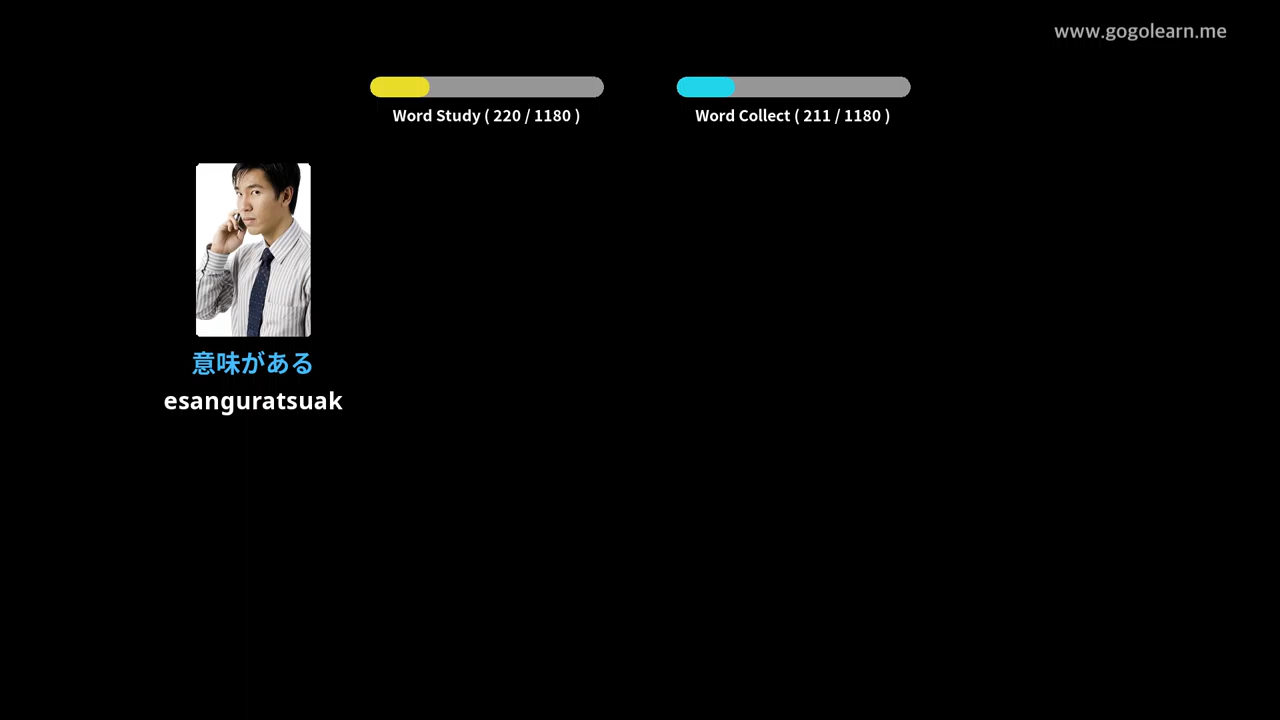 www.gogolearn.me
Word Study ( 220 / 1180 )
Word Collect ( 211 / 1180 )
意味がある
esanguratsuak